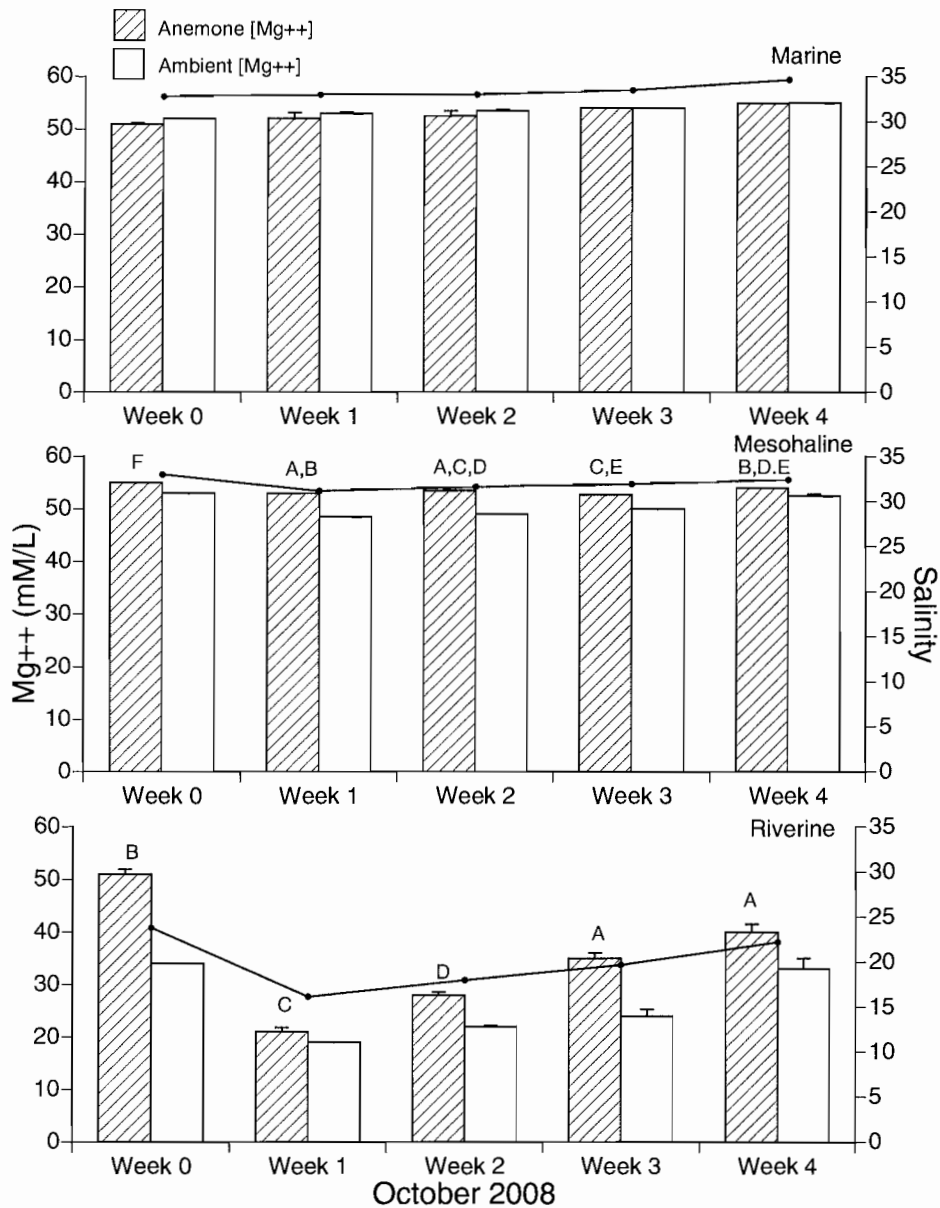 Anemone [Mg++]
Ambient [Mg++]
Marine
60 35
50 30
40 25
30 20
20 15
10 10
0 5
0
Week 0 Week 1 Week 2 Week 3 Week 4
Mesohaline
F A,B A,C,D C,E B,D.E
60 35
50 30
40 25
30 20
20 15
10 10
0 5
0
Mg++ (mM/L)
Salinity
Week 0 Week 1 Week 2 Week 3 Week 4
Riverine
B C D A A
60 35
50 30
40 25
30 20
20 15
10 10
0 5
0
Week 0 Week 1 Week 2 Week 3 Week 4
October 2008